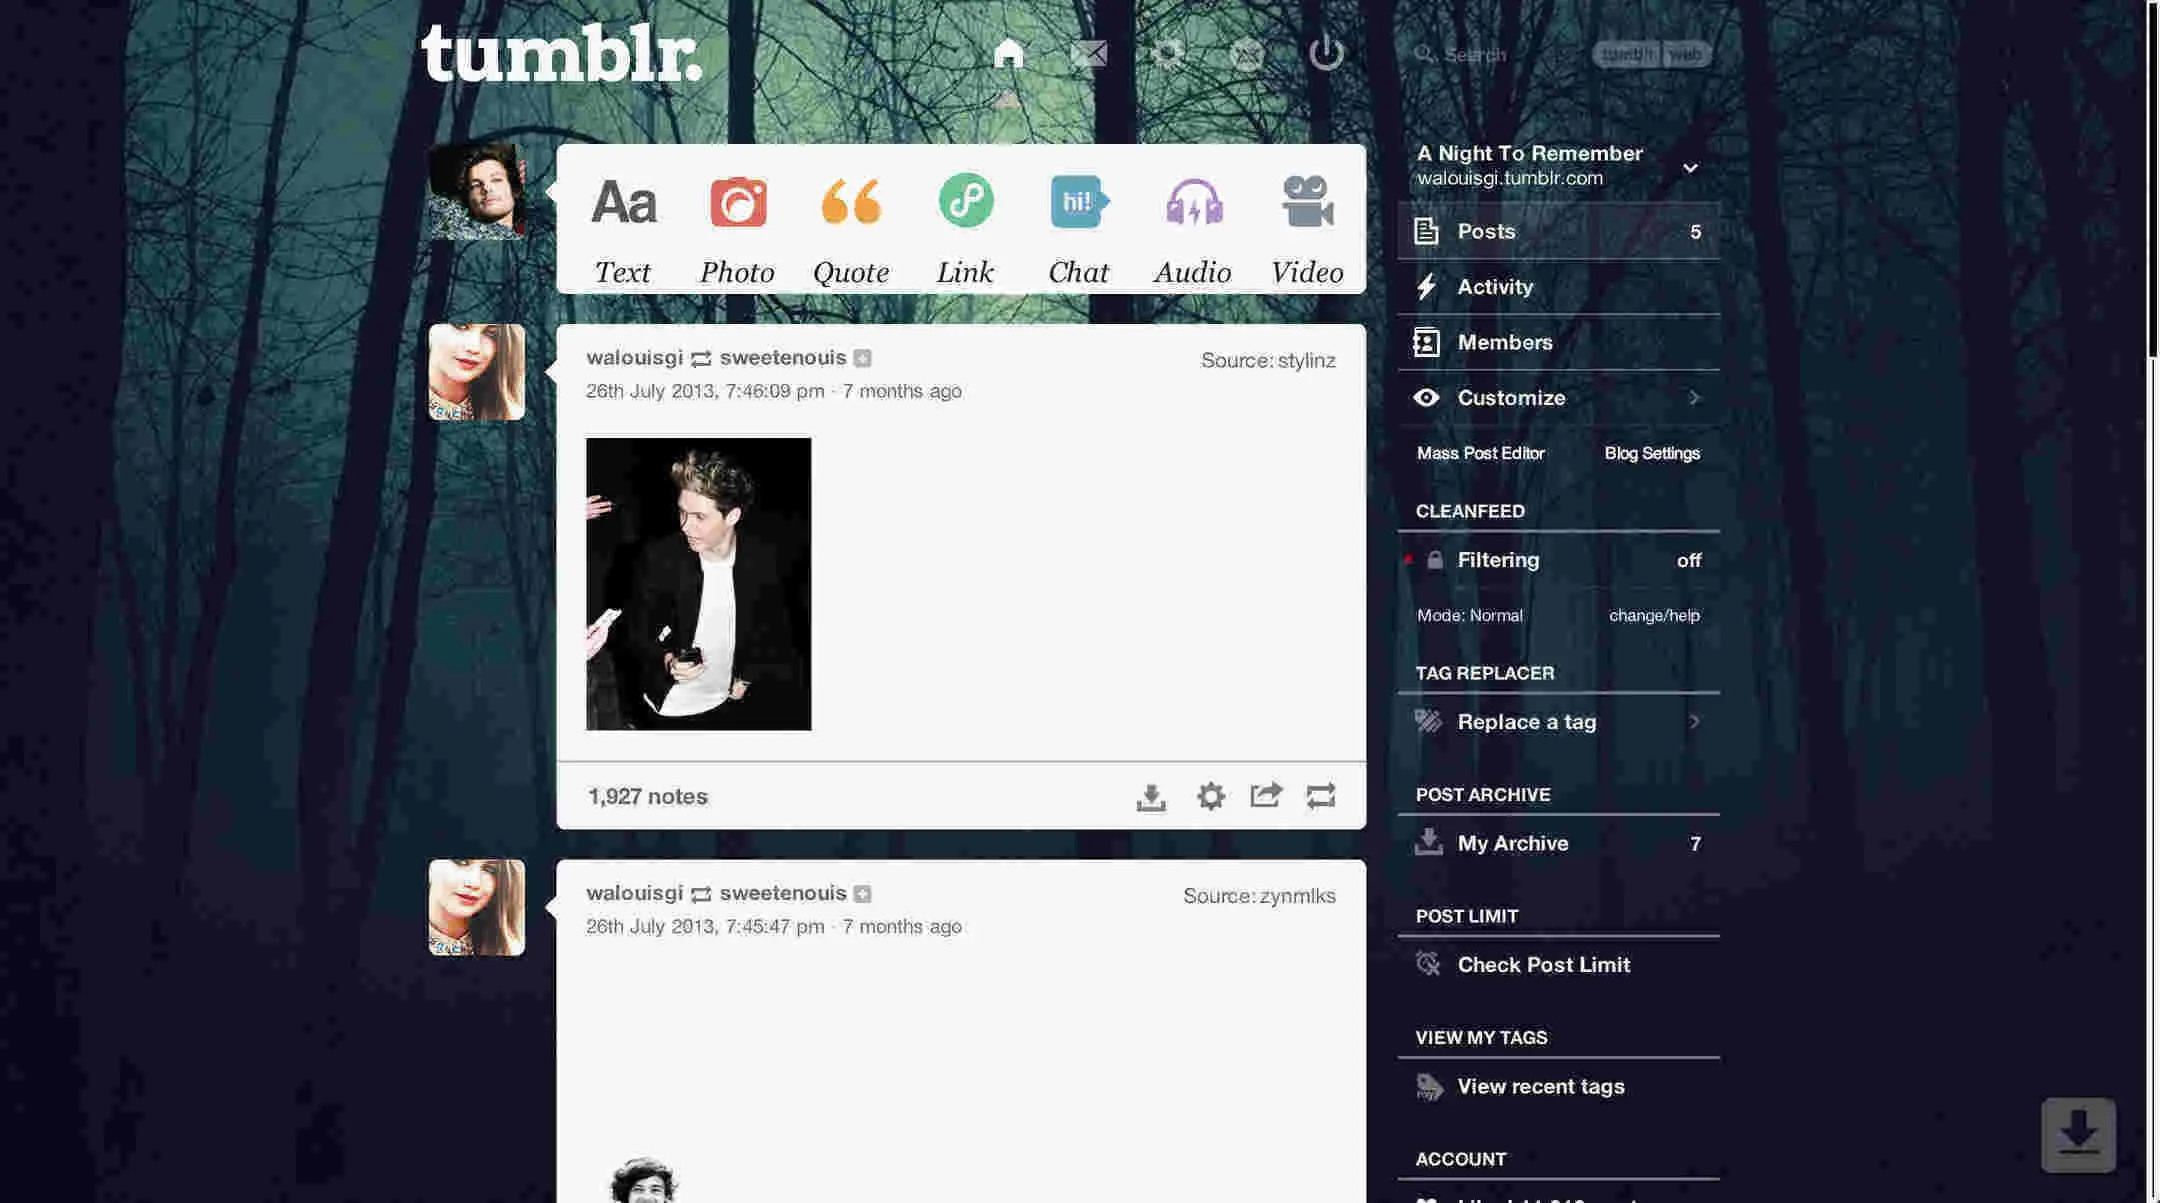 tumblr.
Search tumblr web
Text Photo Quote Link Chat Audio Video
hi!
walouisgi sweetenouis
Source: stylinz
26th July 2013, 7:46:09 pm · 7 months ago
1,927 notes
walouisgi sweetenouis
Source: zynmlks
26th July 2013, 7:45:47 pm · 7 months ago
A Night To Remember
walouisgi.tumblr.com
Posts 5
Activity
Members
Customize
Mass Post Editor Blog Settings
CLEANFEED
Filtering off
Mode: Normal change/help
TAG REPLACER
Replace a tag
POST ARCHIVE
My Archive 7
POST LIMIT
Check Post Limit
VIEW MY TAGS
View recent tags
ACCOUNT